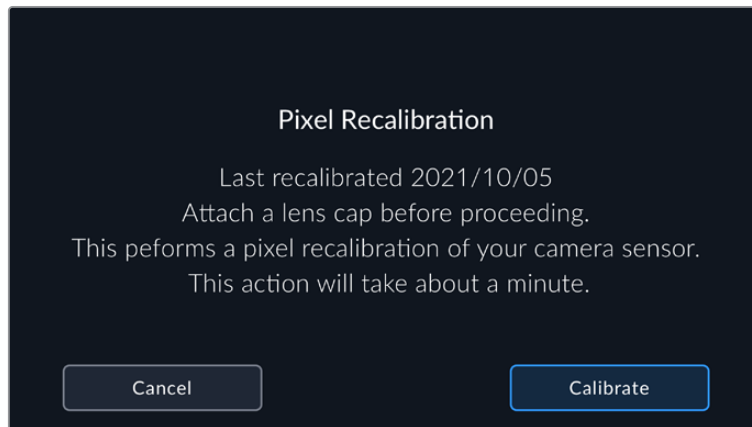 Pixel Recalibration
Last recalibrated 2021/10/05
Attach a lens cap before proceeding.
This peforms a pixel recalibration of your camera sensor.
This action will take about a minute.
Cancel
Calibrate